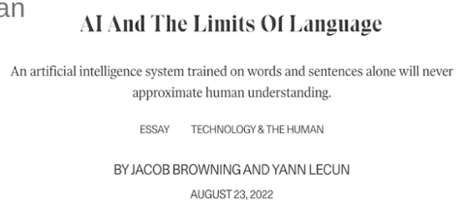 an
AI And The Limits Of Language
An artificial intelligence system trained on words and sentences alone will never
approximate human understanding.
ESSAY TECHNOLOGY & THE HUMAN
BY JACOB BROWNING AND YANN LECUN
AUGUST 23, 2022